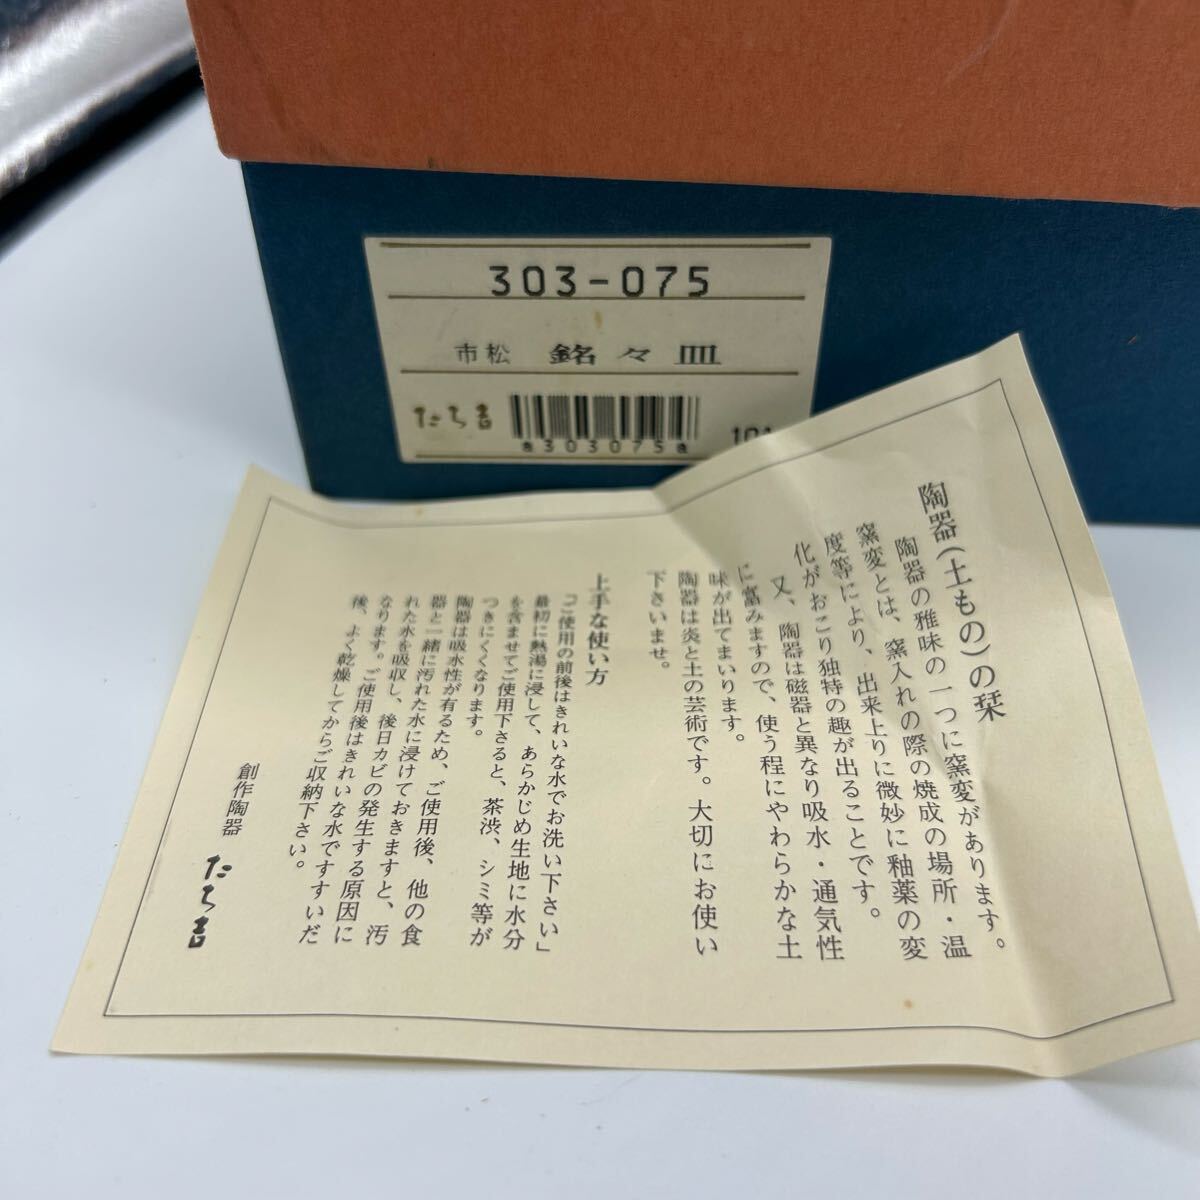 303-075
市松 銘々皿
たち吉
a303075a
陶器(土もの)の栞
陶器の雅味の一つに窯変があります。
窯変とは、窯入れの際の焼成の場所・温
度等により、出来上りに微妙に釉薬の変
化がおこり独特の趣が出ることです。
又、陶器は磁器と異なり吸水・通気性
に富みますので、使う程にやわらかな土
味が出てまいります。
陶器は炎と土の芸術です。大切にお使い
下さいませ。
上手な使い方
「ご使用の前後はきれいな水でお洗い下さい」
最初に熱湯に浸して、あらかじめ生地に水分
を含ませてご使用下さると、茶渋、シミ等が
つきにくくなります。
陶器は吸水性が有るため、ご使用後、他の食
器と一緒に汚れた水に浸けておきますと、汚
れた水を吸収し、後日カビの発生する原因に
なります。ご使用後はきれいな水ですすいだ
後、よく乾燥してからご収納下さい。
創作陶器 たち吉